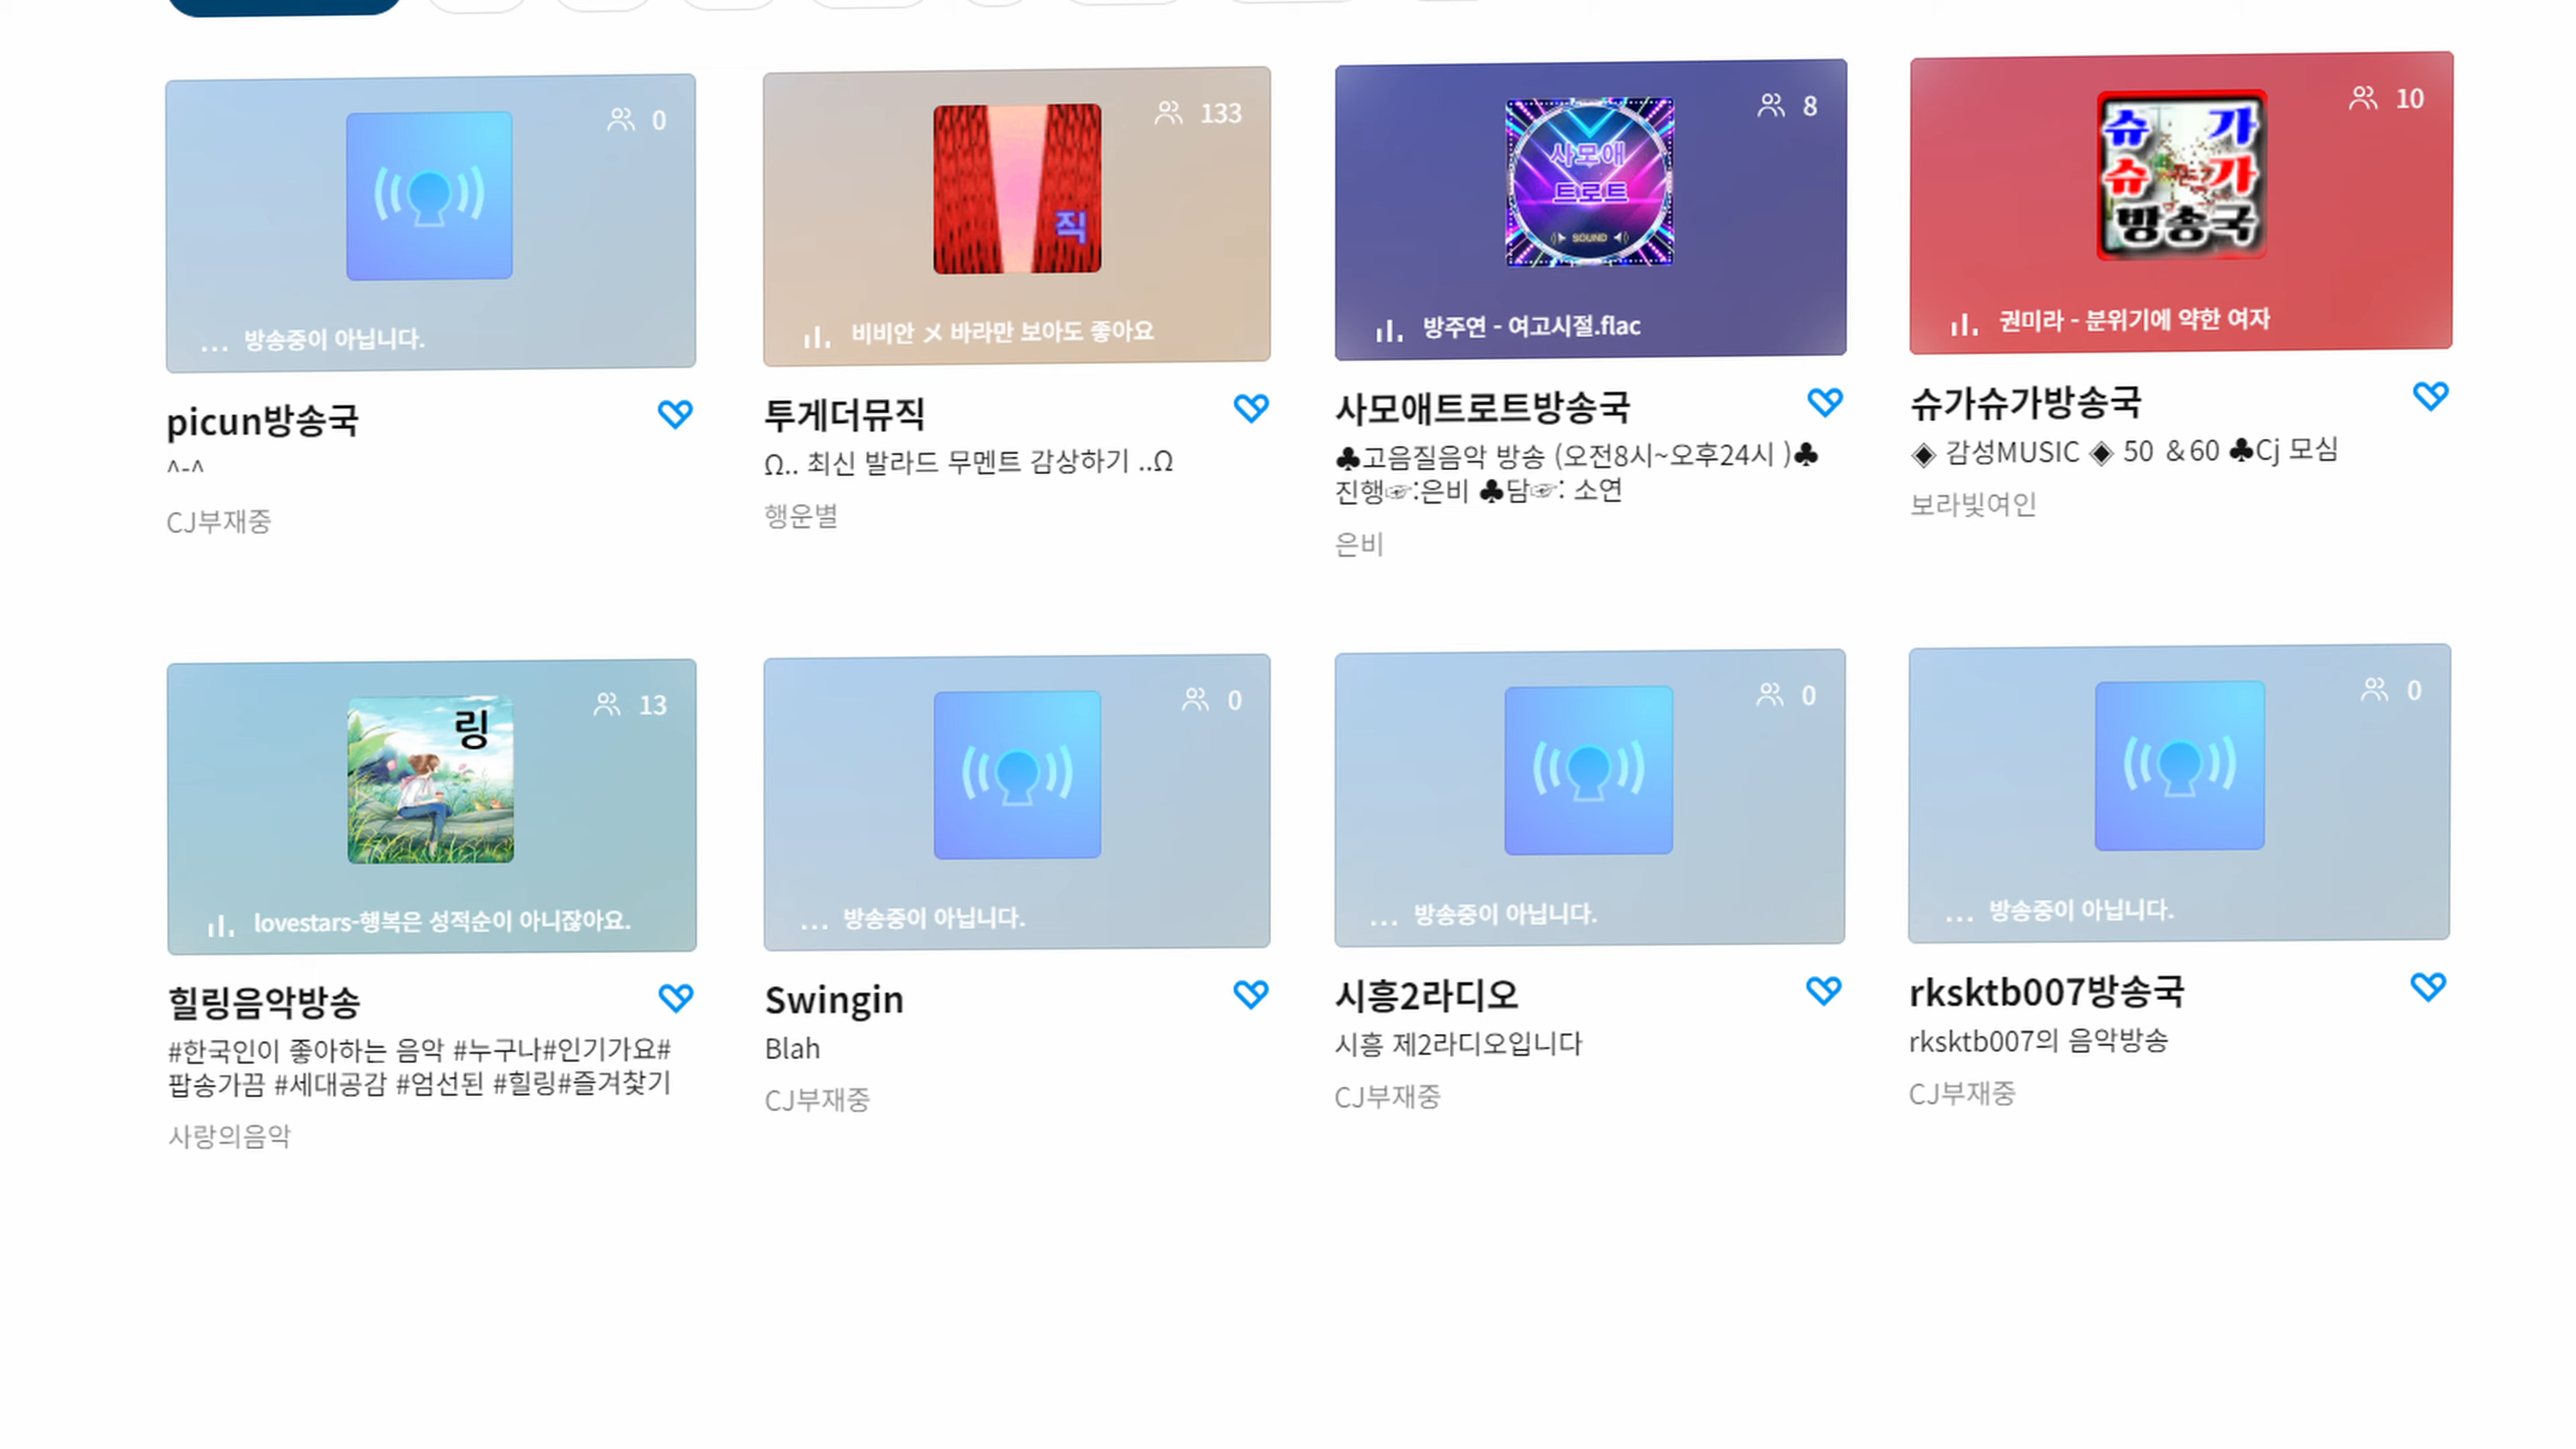 0
... 방송중이 아닙니다.
picun방송국
^-^
CJ부재중
133
직
비비안 〤 바라만 보아도 좋아요
투게더뮤직
Ω.. 최신 발라드 무멘트 감상하기 ..Ω
행운별
8
사모애
트로트
SOUND
방주연 - 여고시절.flac
사모애트로트방송국
♣고음질음악 방송 (오전8시~오후24시 )♣
진행☞:은비 ♣담☞: 소연
은비
10
슈 가
슈 가
방송국
권미라 - 분위기에 약한 여자
슈가슈가방송국
◈ 감성MUSIC ◈ 50 &60 ♣Cj 모심
보라빛여인
13
링
lovestars-행복은 성적순이 아니잖아요.
힐링음악방송
#한국인이 좋아하는 음악 #누구나#인기가요#
팝송가끔 #세대공감 #엄선된 #힐링#즐겨찾기
사랑의음악
0
... 방송중이 아닙니다.
Swingin
Blah
CJ부재중
0
... 방송중이 아닙니다.
시흥2라디오
시흥 제2라디오입니다
CJ부재중
0
... 방송중이 아닙니다.
rksktb007방송국
rksktb007의 음악방송
CJ부재중